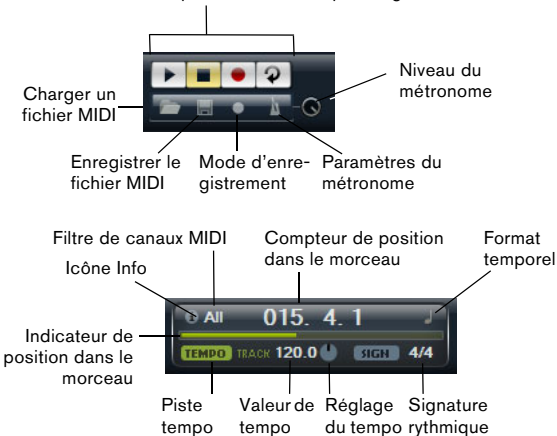 Niveau du
métronome
Charger un
fichier MIDI
Enregistrer le
fichier MIDI
Mode d'enre-
gistrement
Paramètres du
métronome
Filtre de canaux MIDI
Compteur de position
dans le morceau
Format
temporel
Icône Info
All
015. 4. 1
Indicateur de
position dans le
morceau
TEMPO TRACK 120.0 SIGN 4/4
Piste
tempo
Valeur de
tempo
Réglage
du tempo
Signature
rythmique